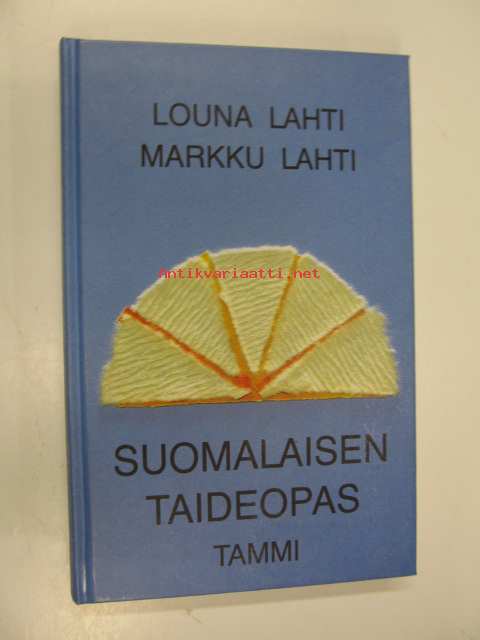 LOUNA LAHTI
MARKKU LAHTI
Antikvariaatti.net
SUOMALAISEN
TAIDEOPAS
TAMMI